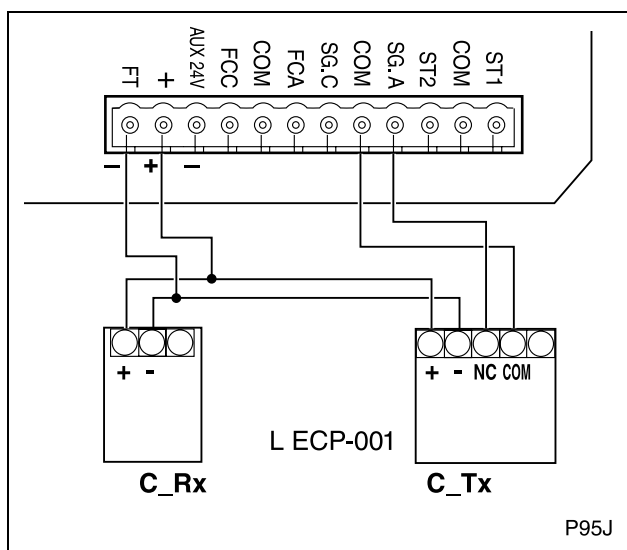 FT + AUX 24V FCC COM FCA SG.C COM SG.A ST2 COM ST1
− + −
+ -
+ - NC COM
L ECP-001
C_Rx
C_Tx
P95J